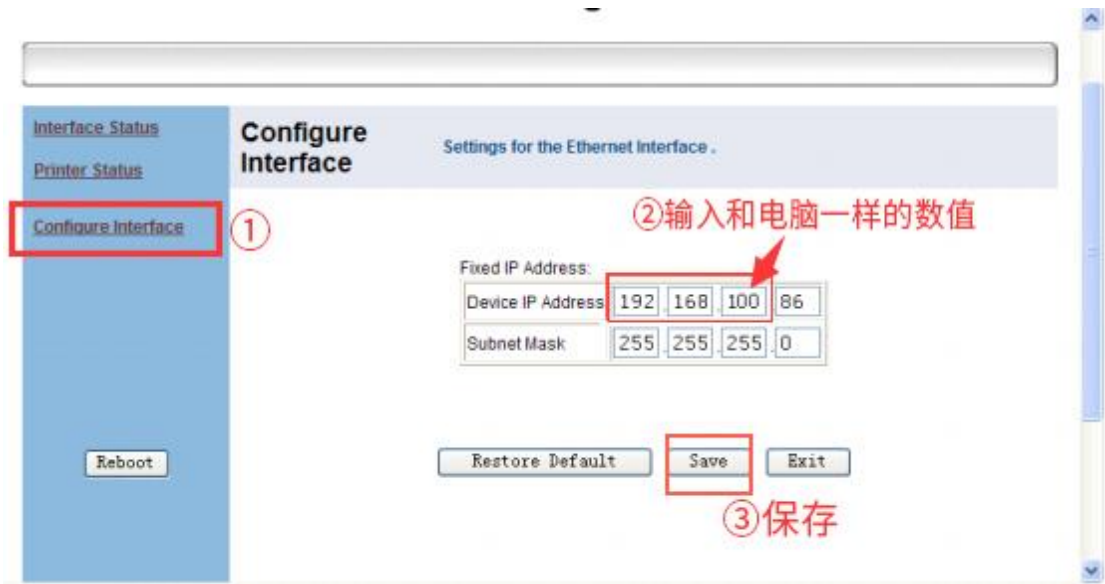 Interface Status
Printer Status
Configure Interface
①
Configure
Interface
Settings for the Ethernet Interface .
②输入和电脑一样的数值
Fixed IP Address:
Device IP Address 192 . 168 . 100 . 86
Subnet Mask 255 . 255 . 255 . 0
Reboot
Restore Default
Save
Exit
③保存